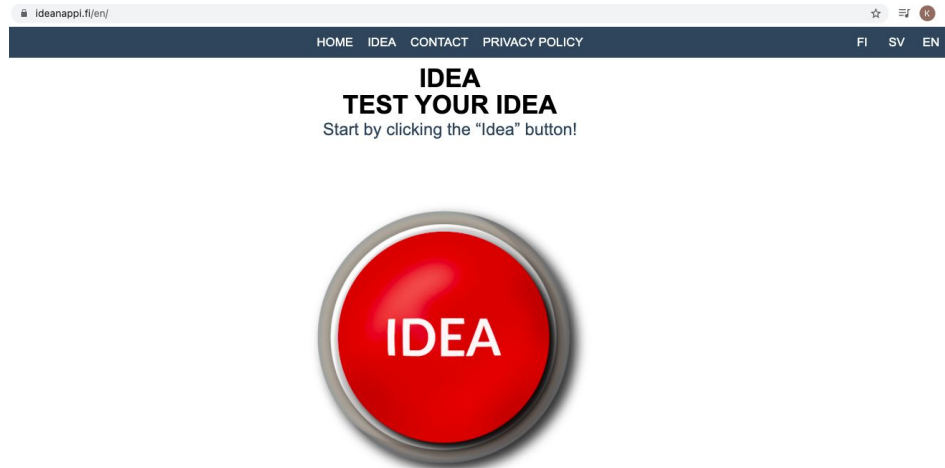 ideanappi.fi/en/
K
HOME IDEA CONTACT PRIVACY POLICY FI SV EN
IDEA
TEST YOUR IDEA
Start by clicking the “Idea” button!
IDEA